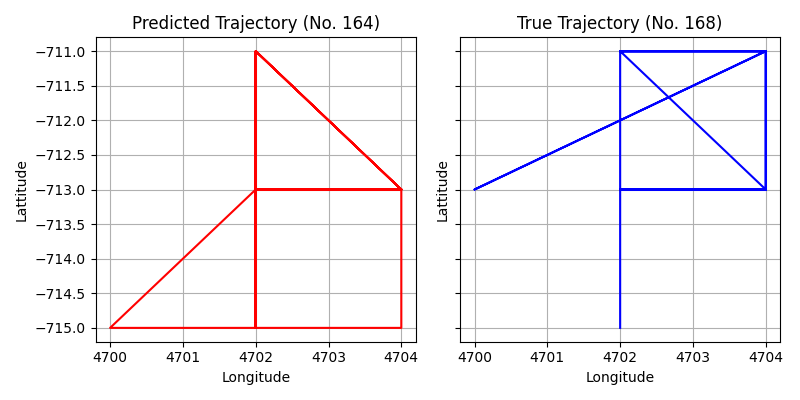 Predicted Trajectory (No. 164)
−711.0
−711.5
−712.0
−712.5
−713.0
−713.5
−714.0
−714.5
−715.0
Lattitude
4700 4701 4702 4703 4704
Longitude
True Trajectory (No. 168)
Lattitude
4700 4701 4702 4703 4704
Longitude